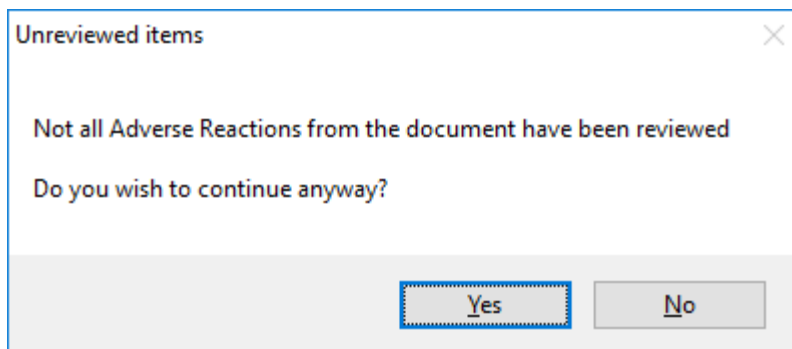 Unreviewed items
Not all Adverse Reactions from the document have been reviewed
Do you wish to continue anyway?
Yes
No